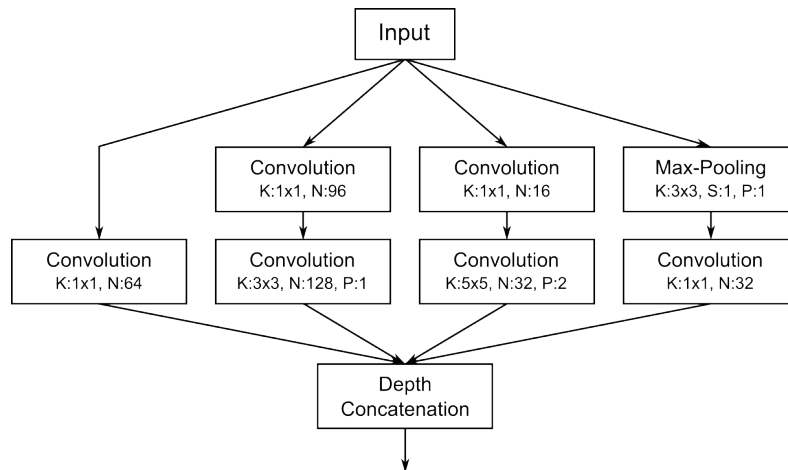 Input
Convolution
K:1x1, N:96
Convolution
K:1x1, N:16
Max-Pooling
K:3x3, S:1, P:1
Convolution
K:1x1, N:64
Convolution
K:3x3, N:128, P:1
Convolution
K:5x5, N:32, P:2
Convolution
K:1x1, N:32
Depth
Concatenation